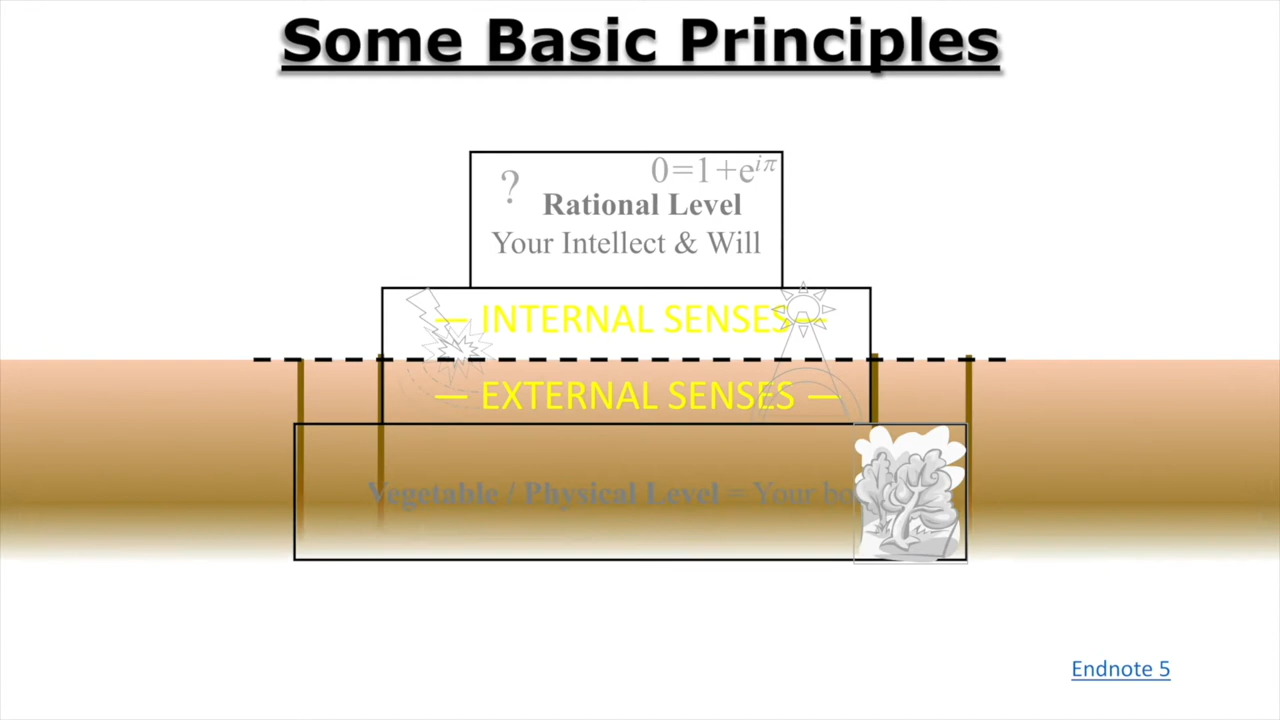 Some Basic Principles
?
0=1+e^{iπ}
Rational Level
Your Intellect & Will
— INTERNAL SENSES —
— EXTERNAL SENSES —
Vegetable / Physical Level = Your
Endnote 5